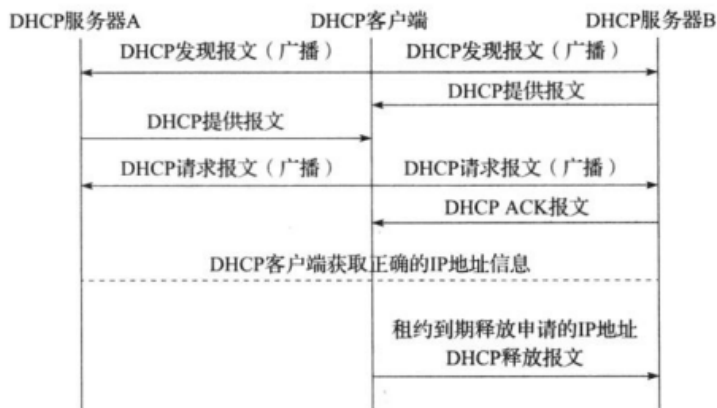 DHCP服务器A
DHCP客户端
DHCP服务器B
DHCP发现报文（广播）
DHCP发现报文（广播）
DHCP提供报文
DHCP提供报文
DHCP请求报文（广播）
DHCP请求报文（广播）
DHCP ACK报文
DHCP客户端获取正确的IP地址信息
租约到期释放申请的IP地址
DHCP释放报文